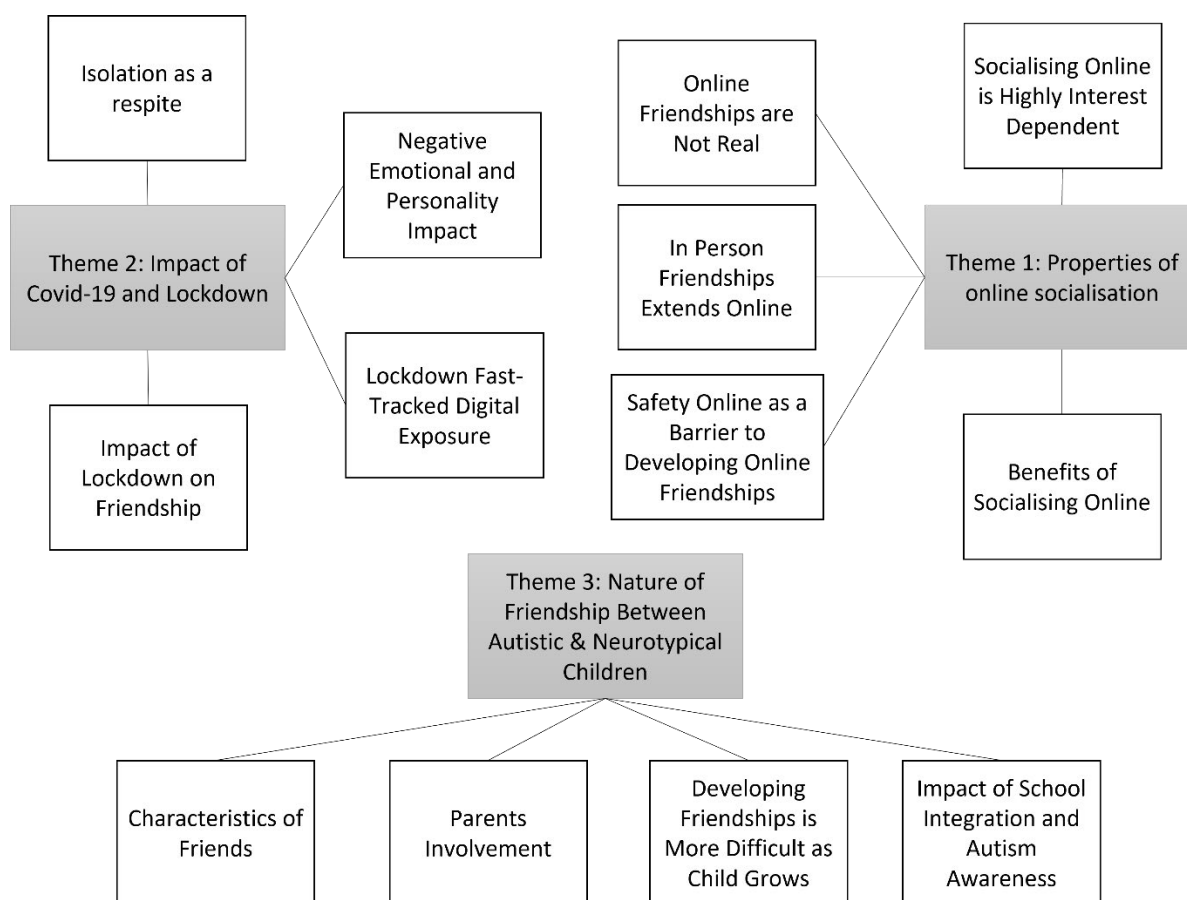 Isolation as a
respite
Negative
Emotional and
Personality
Impact
Theme 2: Impact of
Covid-19 and Lockdown
Lockdown Fast-
Tracked Digital
Exposure
Impact of
Lockdown on
Friendship
Online
Friendships are
Not Real
Socialising Online
is Highly Interest
Dependent
In Person
Friendships
Extends Online
Theme 1: Properties of
online socialisation
Safety Online as a
Barrier to
Developing Online
Friendships
Benefits of
Socialising Online
Theme 3: Nature of
Friendship Between
Autistic & Neurotypical
Children
Characteristics of
Friends
Parents
Involvement
Developing
Friendships is
More Difficult as
Child Grows
Impact of School
Integration and
Autism
Awareness